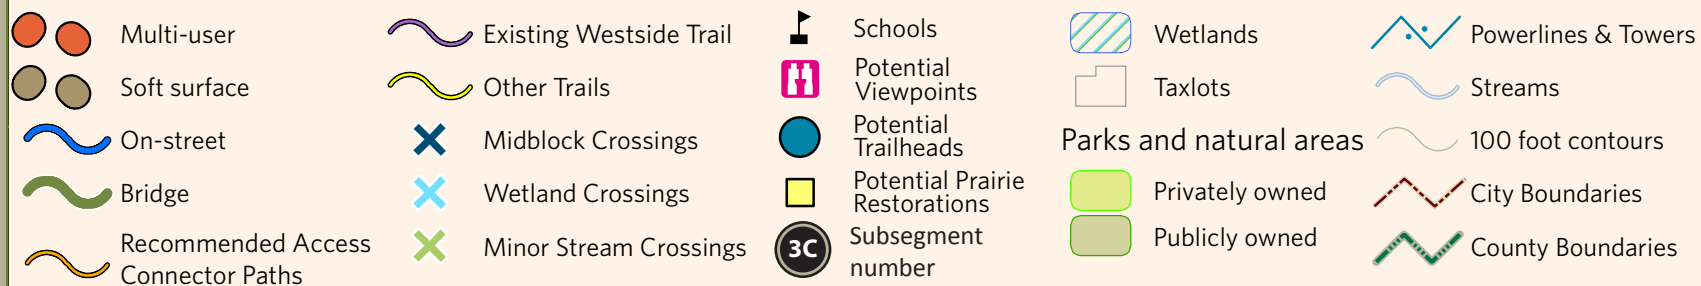 Multi-user
Soft surface
On-street
Bridge
Recommended Access
Connector Paths
Existing Westside Trail
Other Trails
Midblock Crossings
Wetland Crossings
Minor Stream Crossings
Schools
Potential
Viewpoints
Potential
Trailheads
Potential Prairie
Restorations
3C
Subsegment
number
Wetlands
Taxlots
Parks and natural areas
Privately owned
Publicly owned
Powerlines & Towers
Streams
100 foot contours
City Boundaries
County Boundaries